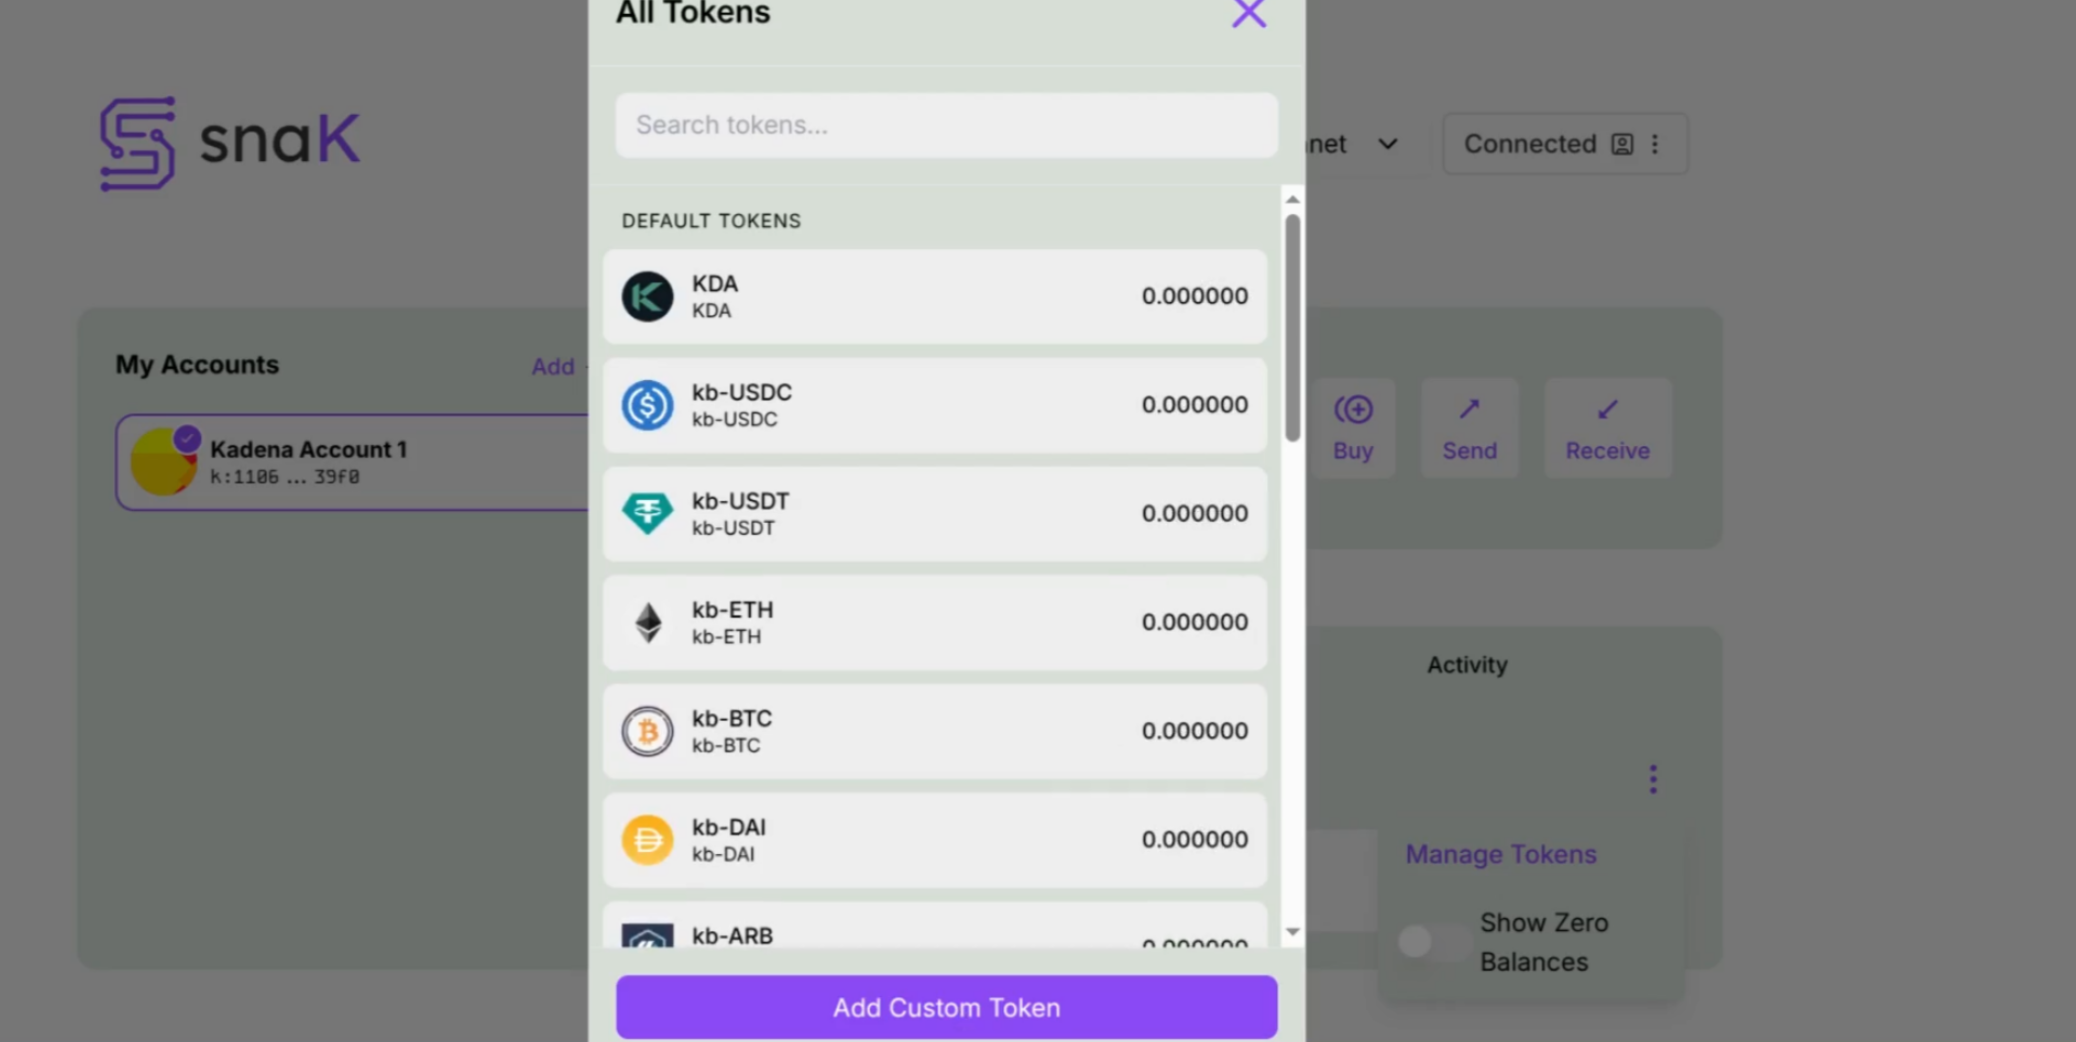 All Tokens
Search tokens...
snaK
net
Connected
DEFAULT TOKENS
KDA
KDA
0.000000
kb-USDC
kb-USDC
0.000000
kb-USDT
kb-USDT
0.000000
kb-ETH
kb-ETH
0.000000
kb-BTC
kb-BTC
0.000000
kb-DAI
kb-DAI
0.000000
kb-ARB
0.000000
Add Custom Token
My Accounts
Add
Kadena Account 1
k:1106 ... 39f0
Buy
Send
Receive
Activity
Manage Tokens
Show Zero
Balances